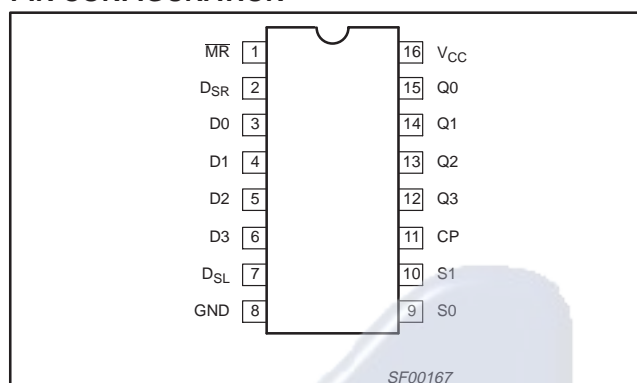 PIN CONFIGURATION
M̅R̅ 1 16 VCC
DSR 2 15 Q0
D0 3 14 Q1
D1 4 13 Q2
D2 5 12 Q3
D3 6 11 CP
DSL 7 10 S1
GND 8 9 S0
SF00167